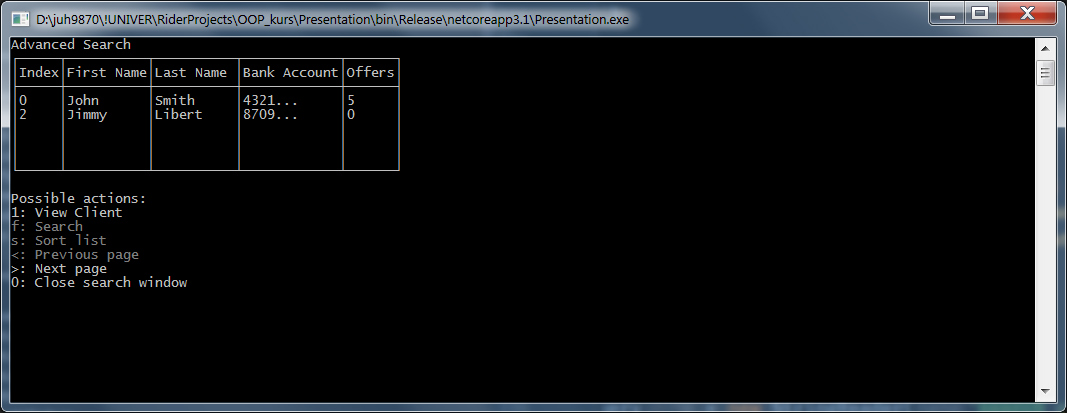 D:\juh9870\!UNIVER\RiderProjects\OOP_kurs\Presentation\bin\Release\netcoreapp3.1\Presentation.exe
Advanced Search
Index First Name Last Name Bank Account Offers
0 John Smith 4321... 5
2 Jimmy Libert 8709... 0
Possible actions:
1: View Client
f: Search
s: Sort list
<: Previous page
>: Next page
0: Close search window